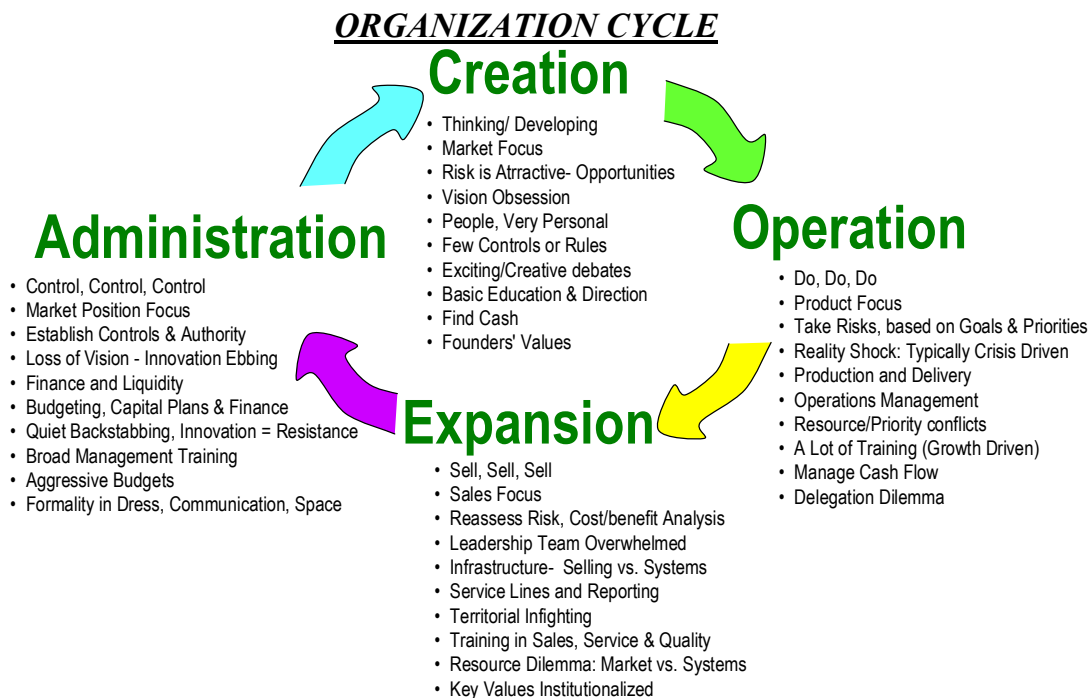 ORGANIZATION CYCLE
Creation
• Thinking/ Developing
• Market Focus
• Risk is Atrractive- Opportunities
• Vision Obsession
• People, Very Personal
• Few Controls or Rules
• Exciting/Creative debates
• Basic Education & Direction
• Find Cash
• Founders' Values
Operation
• Do, Do, Do
• Product Focus
• Take Risks, based on Goals & Priorities
• Reality Shock: Typically Crisis Driven
• Production and Delivery
• Operations Management
• Resource/Priority conflicts
• A Lot of Training (Growth Driven)
• Manage Cash Flow
• Delegation Dilemma
Expansion
• Sell, Sell, Sell
• Sales Focus
• Reassess Risk, Cost/benefit Analysis
• Leadership Team Overwhelmed
• Infrastructure- Selling vs. Systems
• Service Lines and Reporting
• Territorial Infighting
• Training in Sales, Service & Quality
• Resource Dilemma: Market vs. Systems
• Key Values Institutionalized
Administration
• Control, Control, Control
• Market Position Focus
• Establish Controls & Authority
• Loss of Vision - Innovation Ebbing
• Finance and Liquidity
• Budgeting, Capital Plans & Finance
• Quiet Backstabbing, Innovation = Resistance
• Broad Management Training
• Aggressive Budgets
• Formality in Dress, Communication, Space